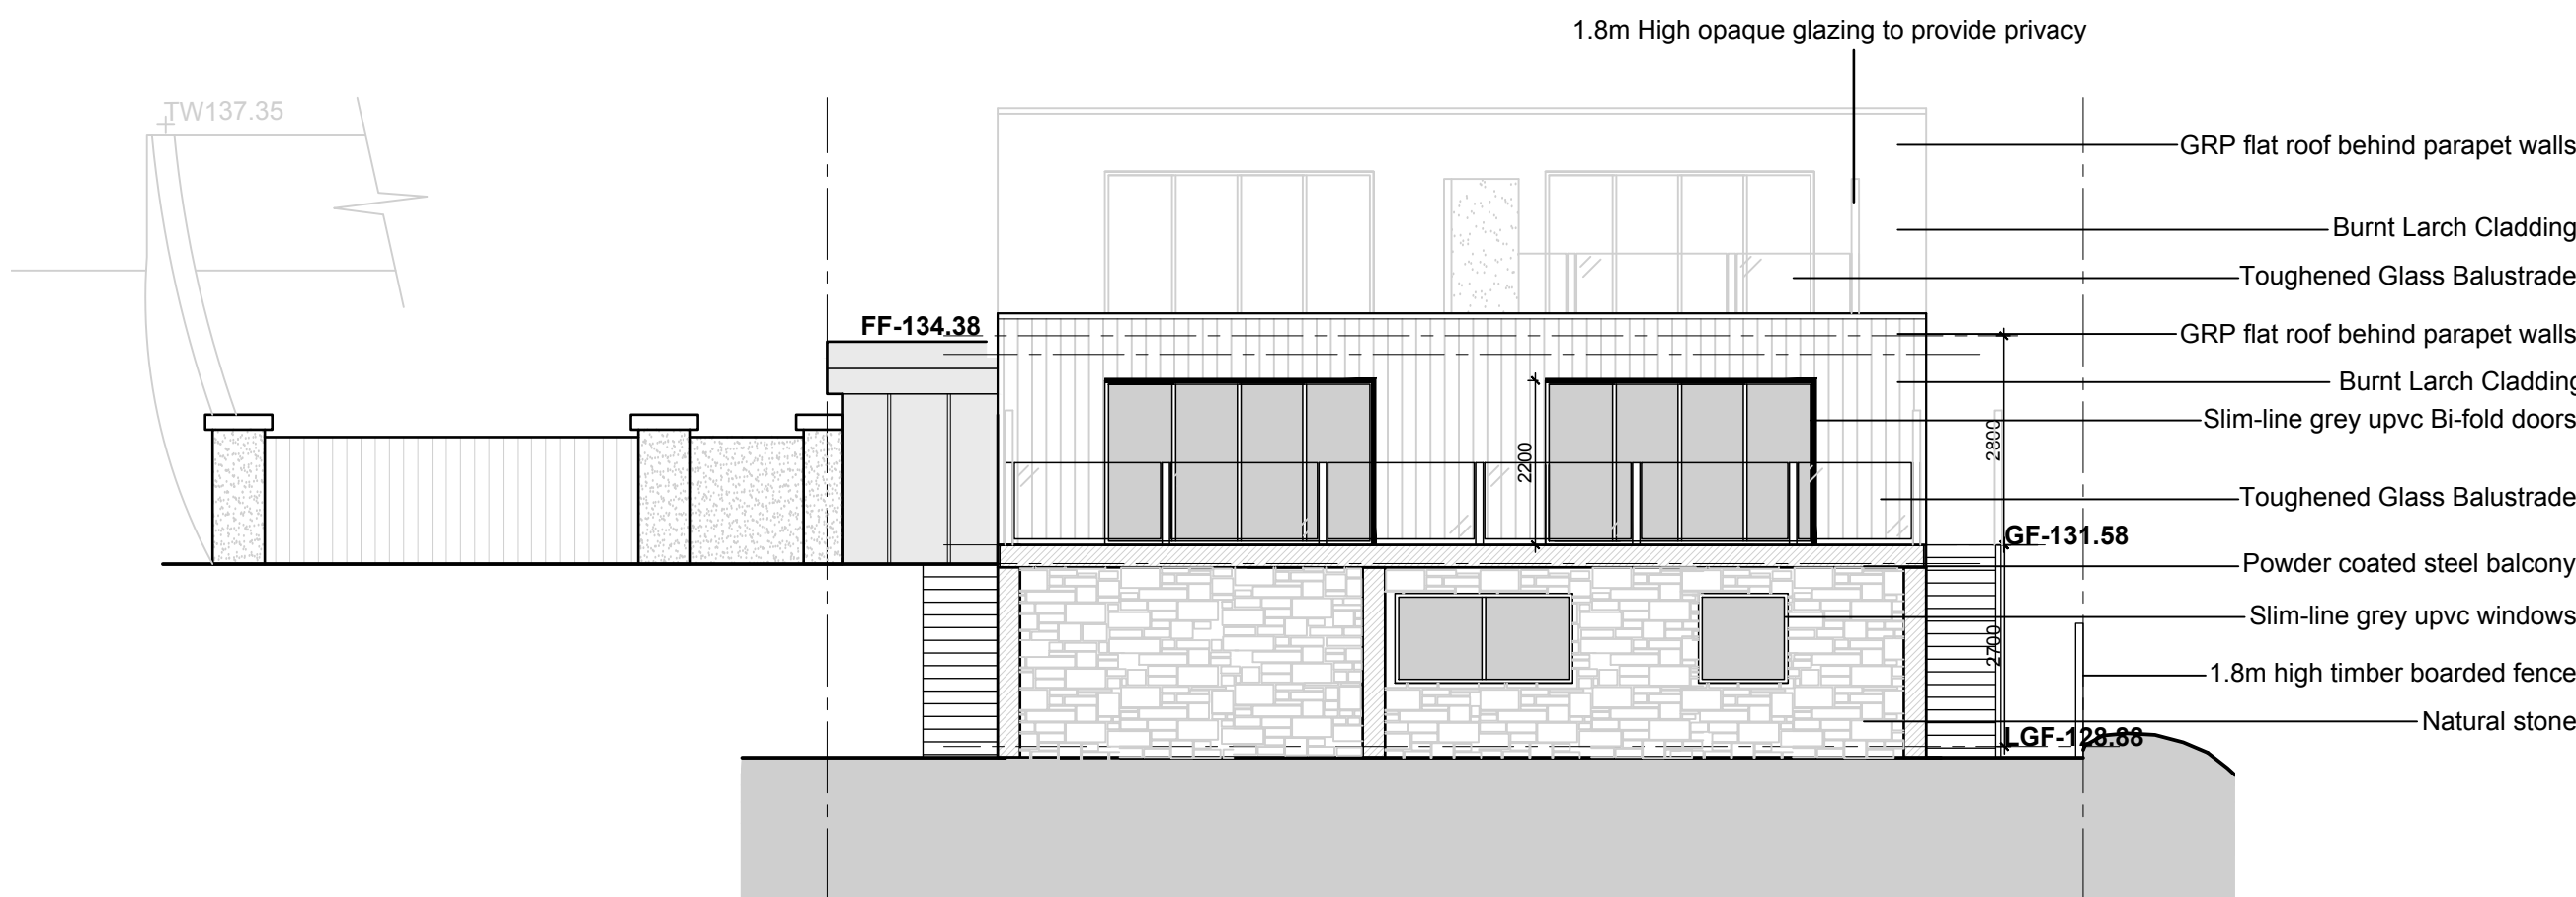 1.8m High opaque glazing to provide privacy
TW137.35
GRP flat roof behind parapet walls
Burnt Larch Cladding
Toughened Glass Balustrade
FF-134.38
GRP flat roof behind parapet walls
Burnt Larch Cladding
Slim-line grey upvc Bi-fold doors
2800
2200
Toughened Glass Balustrade
GF-131.58
Powder coated steel balcony
Slim-line grey upvc windows
2700
1.8m high timber boarded fence
Natural stone
LGF-128.88